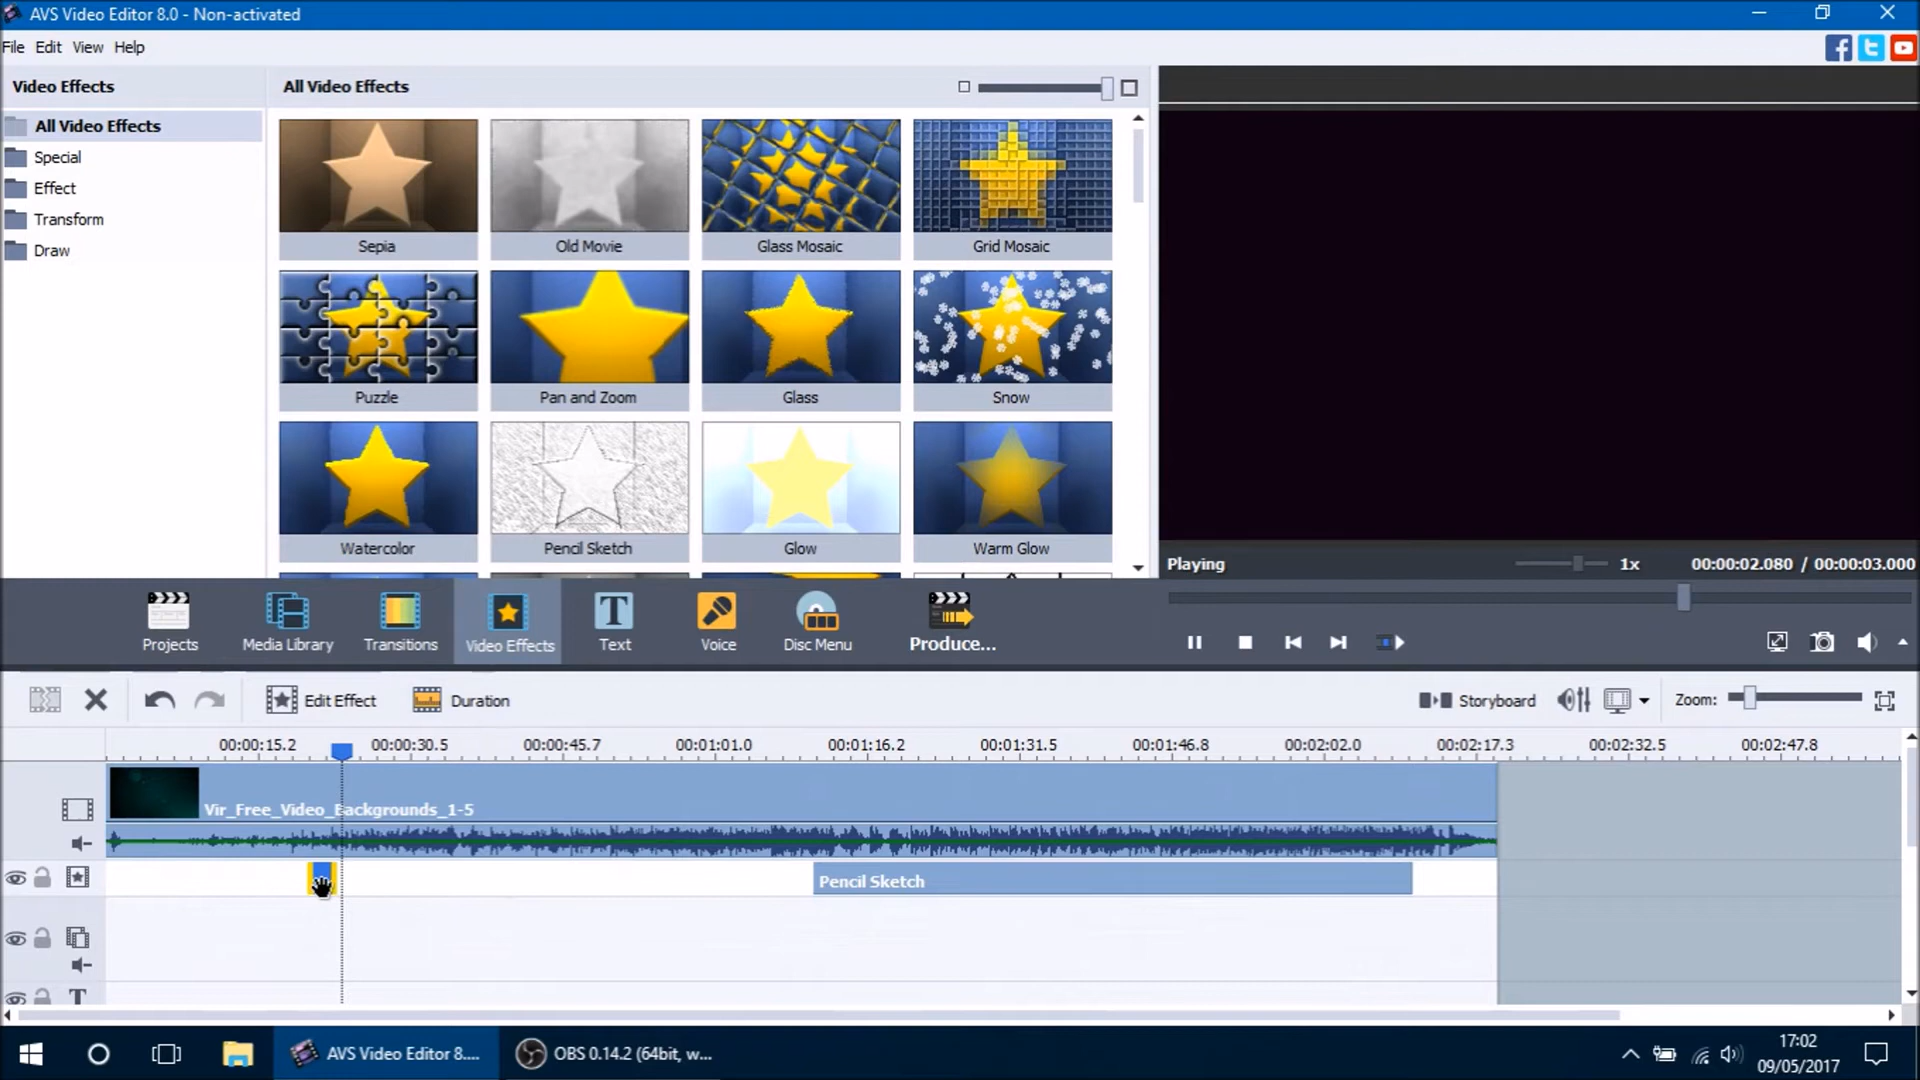 AVS Video Editor 8.0 - Non-activated
File Edit View Help
Video Effects
All Video Effects
All Video Effects
Special
Effect
Transform
Draw
Sepia
Old Movie
Glass Mosaic
Grid Mosaic
Puzzle
Pan and Zoom
Glass
Snow
Watercolor
Pencil Sketch
Glow
Warm Glow
Playing
1x
00:00:02.080 / 00:00:03.000
Projects
Media Library
Transitions
Video Effects
Text
Voice
Disc Menu
Produce...
Edit Effect
Duration
Storyboard
Zoom:
00:00:15.2 00:00:30.5 00:00:45.7 00:01:01.0 00:01:16.2 00:01:31.5 00:01:46.8 00:02:02.0 00:02:17.3 00:02:32.5 00:02:47.8
Vir_Free_Video_Backgrounds_1-5
Pencil Sketch
AVS Video Editor 8....
OBS 0.14.2 (64bit, w...
17:02
09/05/2017